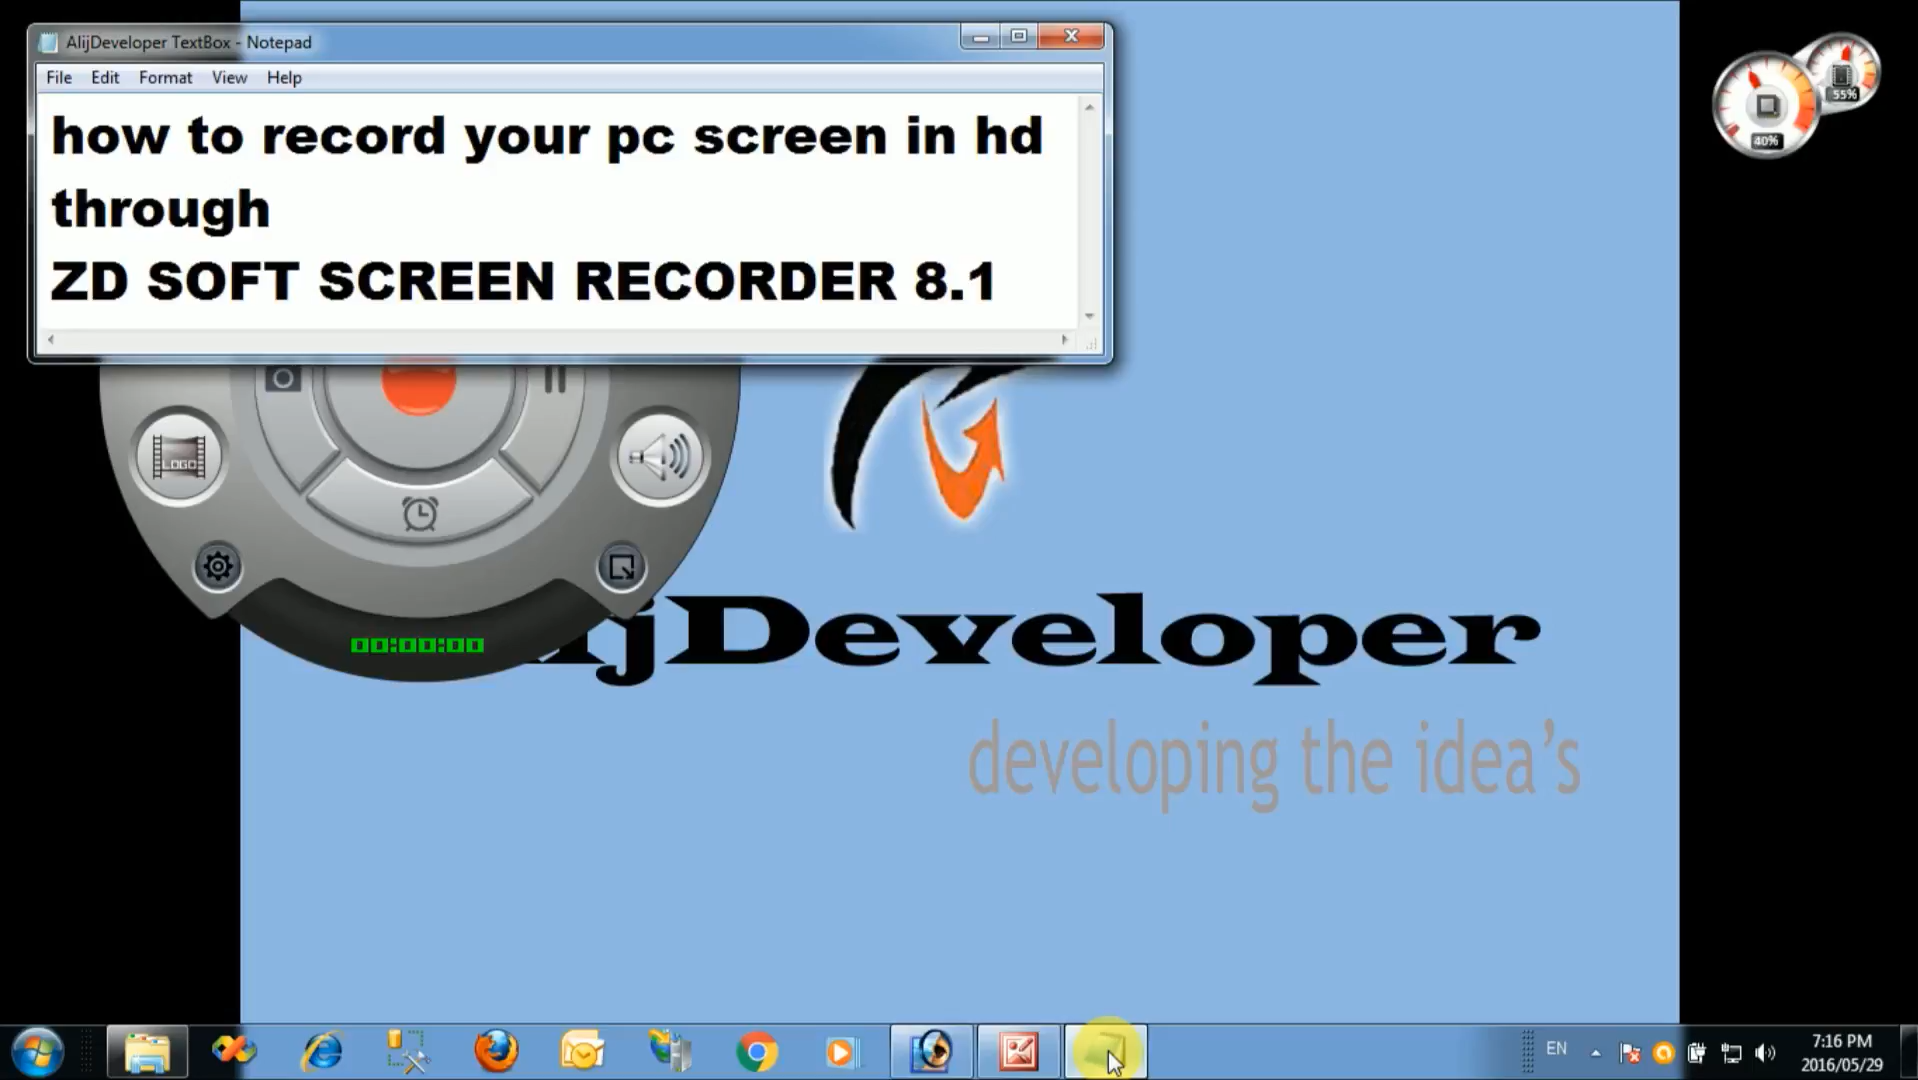 AlijDeveloper TextBox - Notepad
File Edit Format View Help
how to record your pc screen in hd
through
ZD SOFT SCREEN RECORDER 8.1
55%
40%
LOGO
00:00:00
ijDeveloper
developing the idea's
EN
7:16 PM
2016/05/29